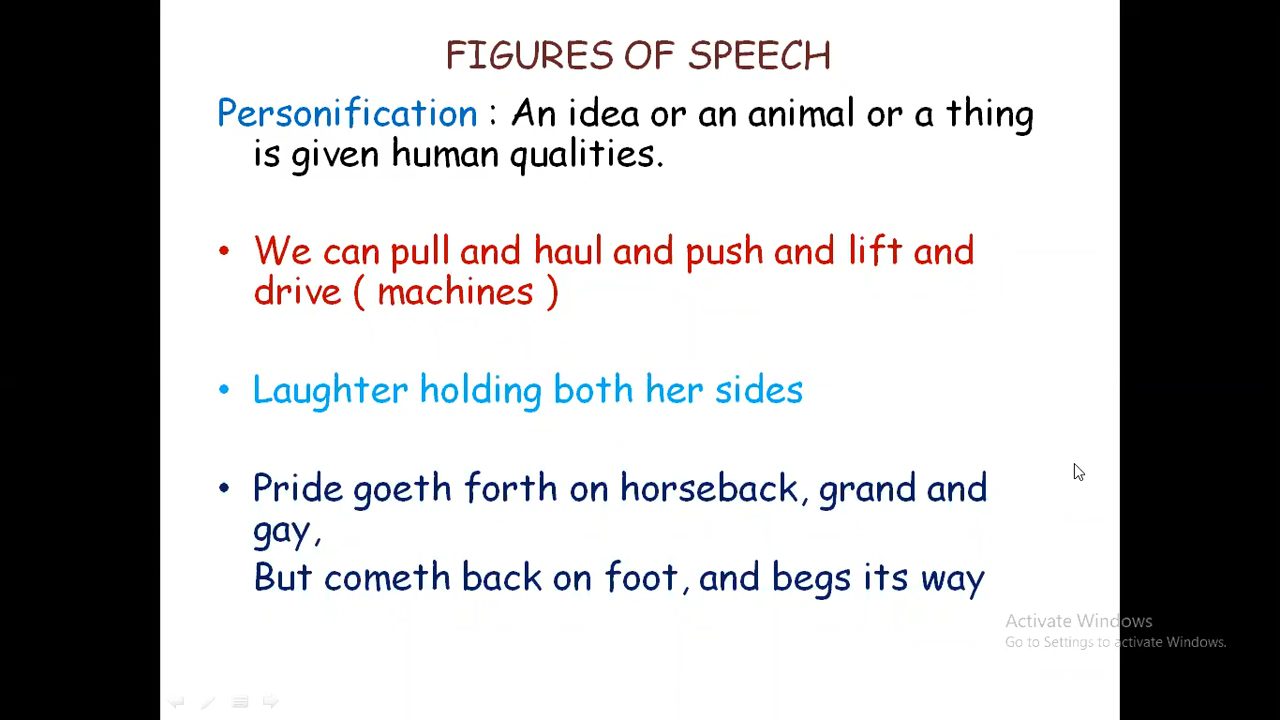 FIGURES OF SPEECH
Personification : An idea or an animal or a thing
is given human qualities.
• We can pull and haul and push and lift and
drive ( machines )
• Laughter holding both her sides
• Pride goeth forth on horseback, grand and
gay,
But cometh back on foot, and begs its way
Activate Windows
Go to Settings to activate Windows.